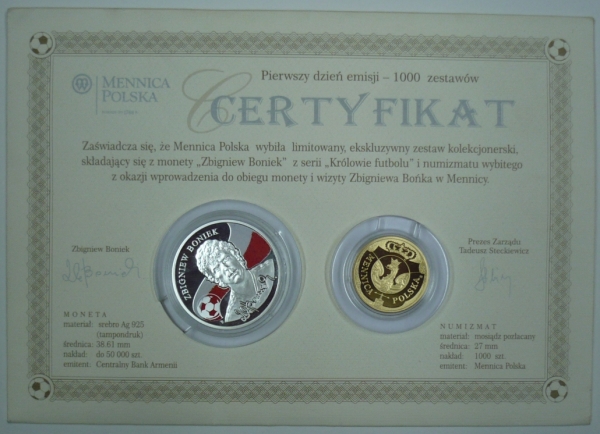 MENNICA
POLSKA
Pierwszy dzień emisji – 1000 zestawów
CERTYFIKAT
Zaświadcza się, że Mennica Polska wybiła limitowany, ekskluzywny zestaw kolekcjonerski,
składający się z monety „Zbigniew Boniek" z serii „Królowie futbolu" i numizmatu wybitego
z okazji wprowadzenia do obiegu monety i wizyty Zbigniewa Bońka w Mennicy.
Zbigniew Boniek
Prezes Zarządu
Tadeusz Steckiewicz
ZBIGNIEW BONIEK
MENNICA POLSKA
MONETA
materiał: srebro Ag 925
(tampondruk)
średnica: 38.61 mm
nakład: do 50 000 szt.
emitent: Centralny Bank Armenii
NUMIZMAT
materiał: mosiądz pozłacany
średnica: 27 mm
nakład: 1000 szt.
emitent: Mennica Polska